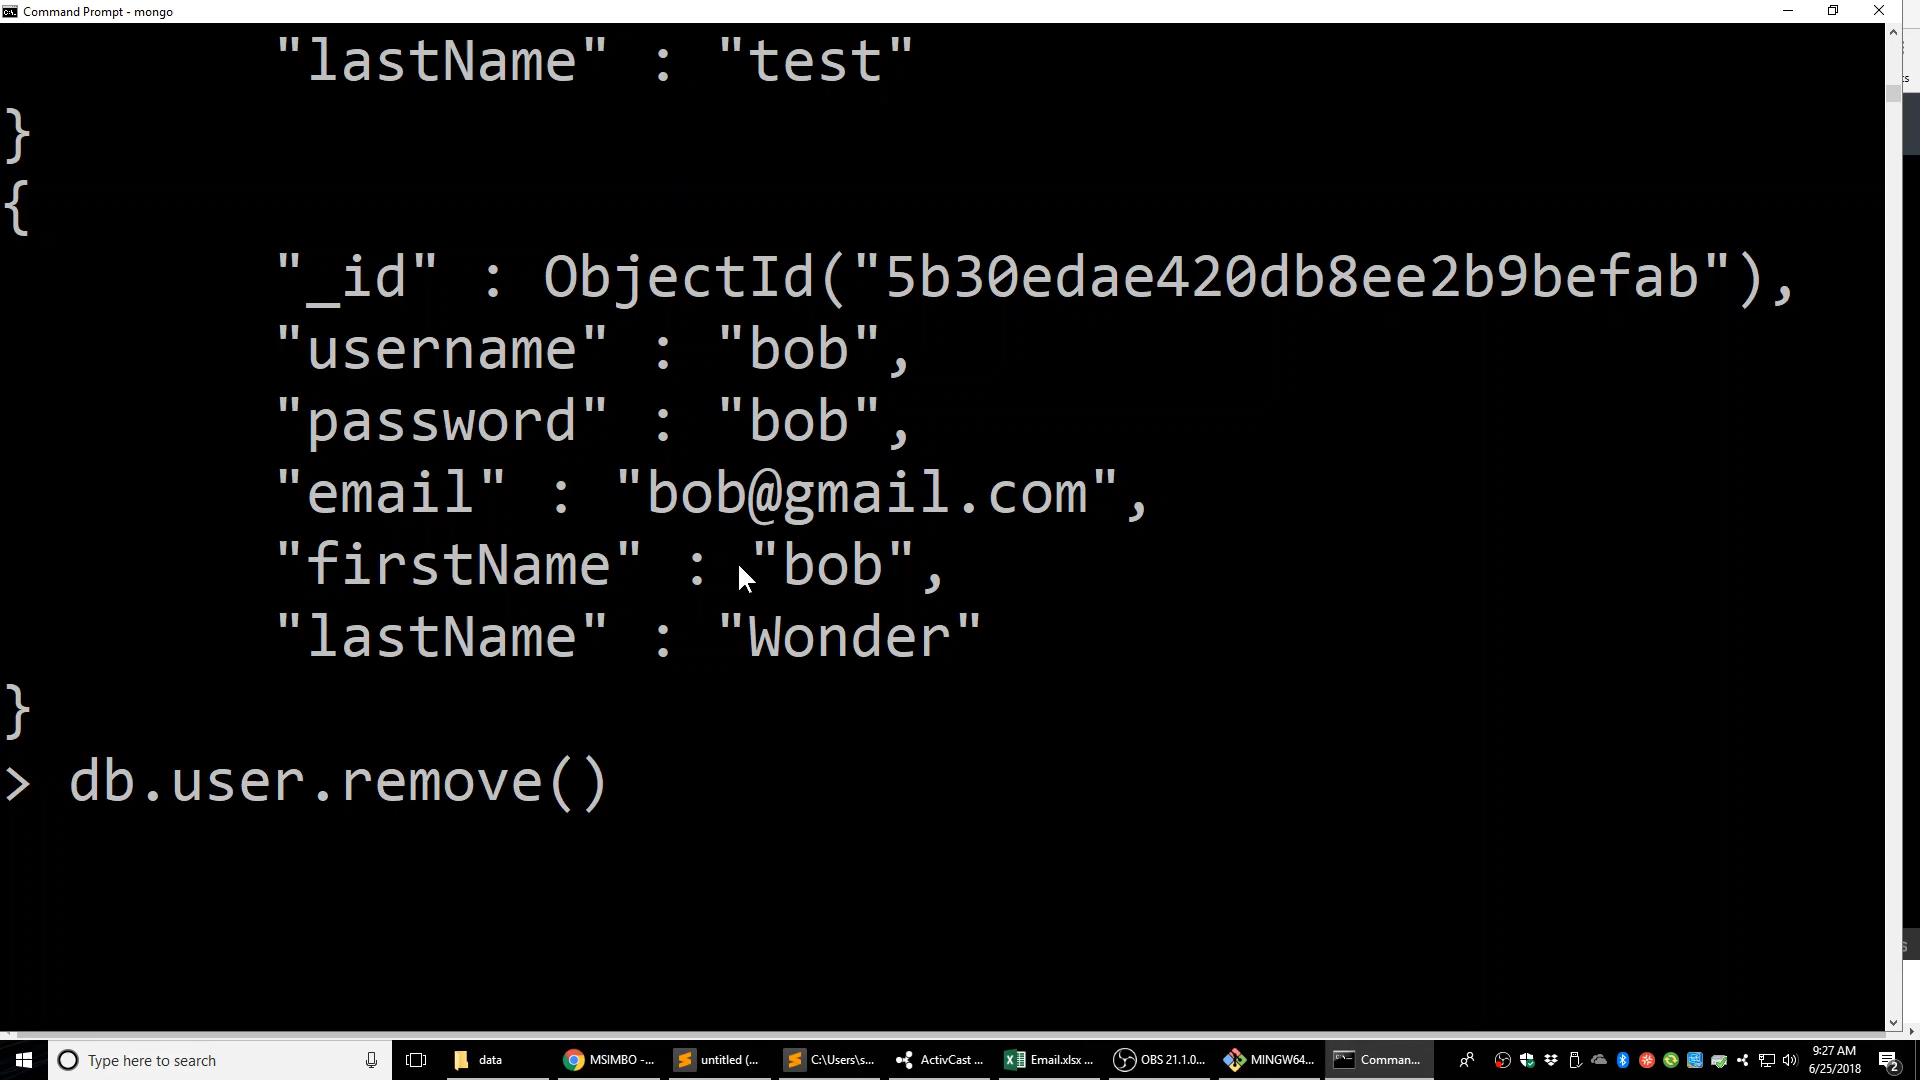 Command Prompt - mongo
"lastName" : "test"
}
{
"_id" : ObjectId("5b30edae420db8ee2b9befab"),
"username" : "bob",
"password" : "bob",
"email" : "bob@gmail.com",
"firstName" : "bob",
"lastName" : "Wonder"
}
> db.user.remove()
Type here to search
data
MSIMBO -...
untitled (...
C:\Users\s...
ActivCast ...
Email.xlsx ...
OBS 21.1.0...
MINGW64...
Comman...
9:27 AM
6/25/2018
2